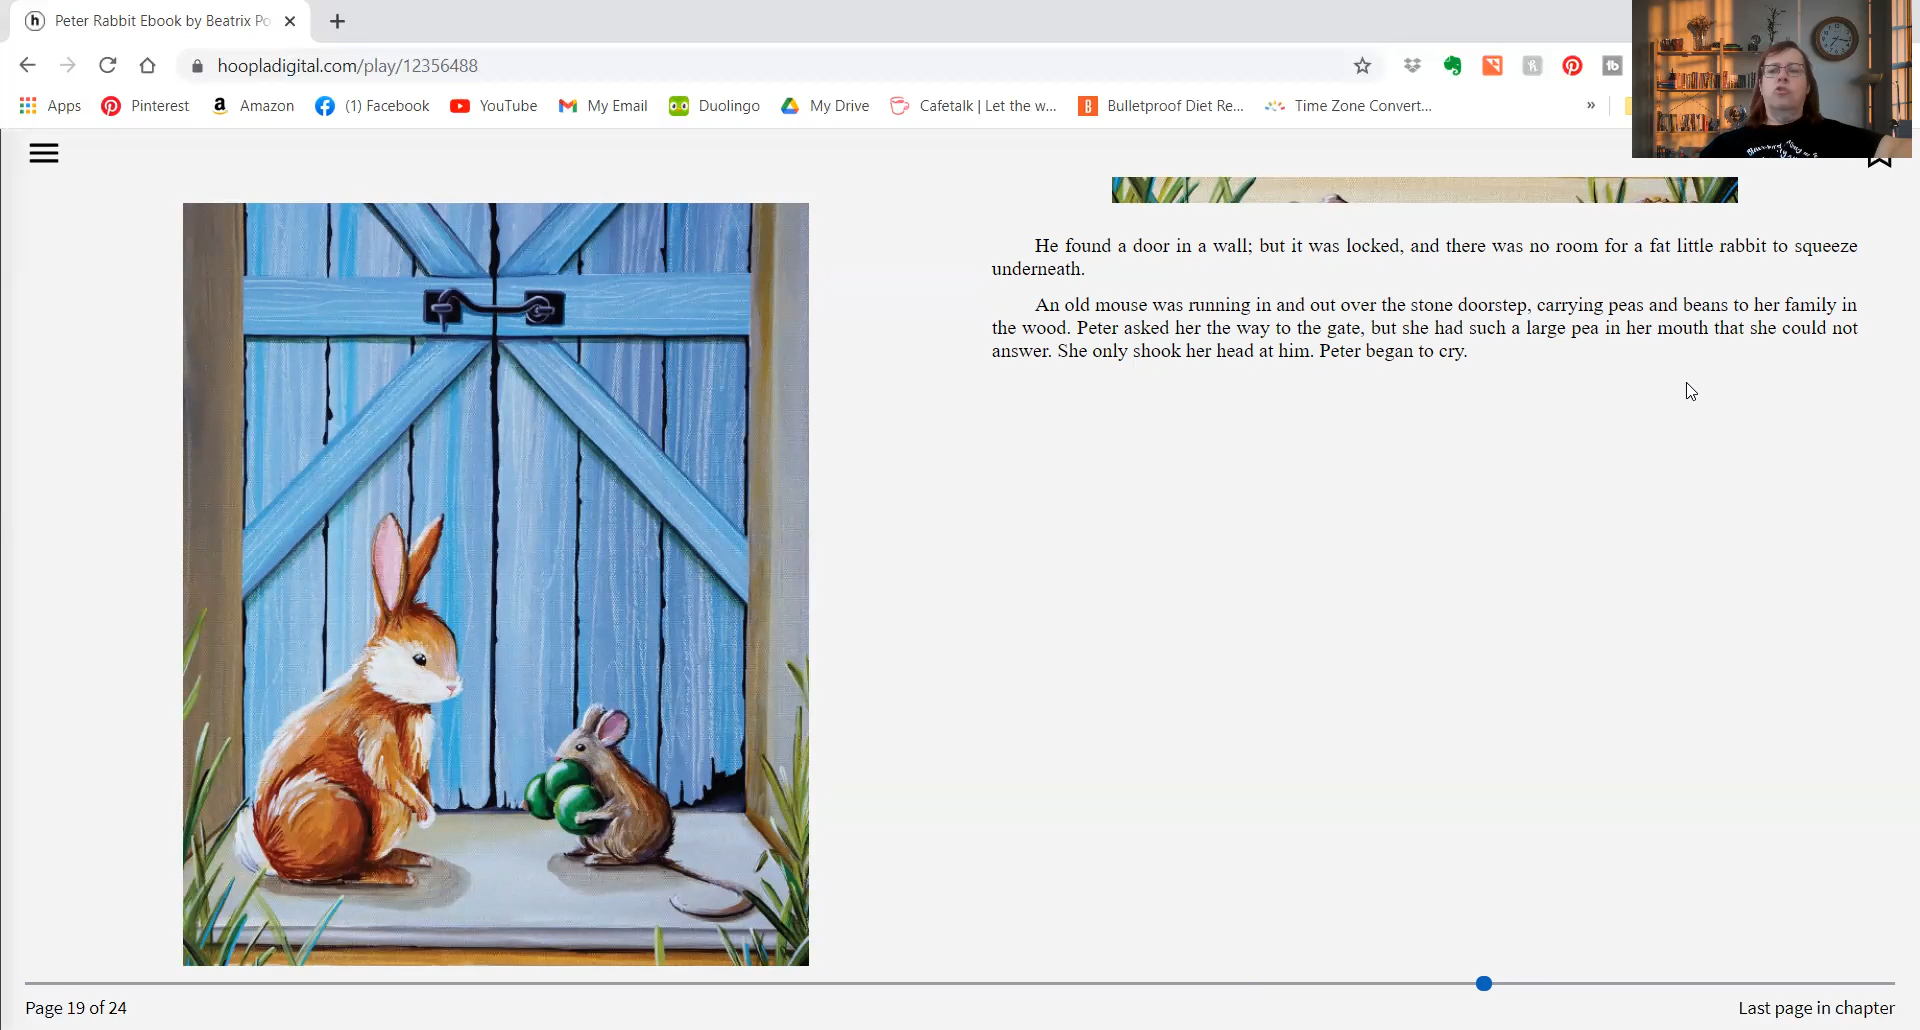 Peter Rabbit Ebook by Beatrix Po
hoopladigital.com/play/12356488
Apps Pinterest Amazon (1) Facebook YouTube My Email Duolingo My Drive Cafetalk | Let the w... Bulletproof Diet Re... Time Zone Convert... »
He found a door in a wall; but it was locked, and there was no room for a fat little rabbit to squeeze
underneath.
An old mouse was running in and out over the stone doorstep, carrying peas and beans to her family in
the wood. Peter asked her the way to the gate, but she had such a large pea in her mouth that she could not
answer. She only shook her head at him. Peter began to cry.
Page 19 of 24
Last page in chapter